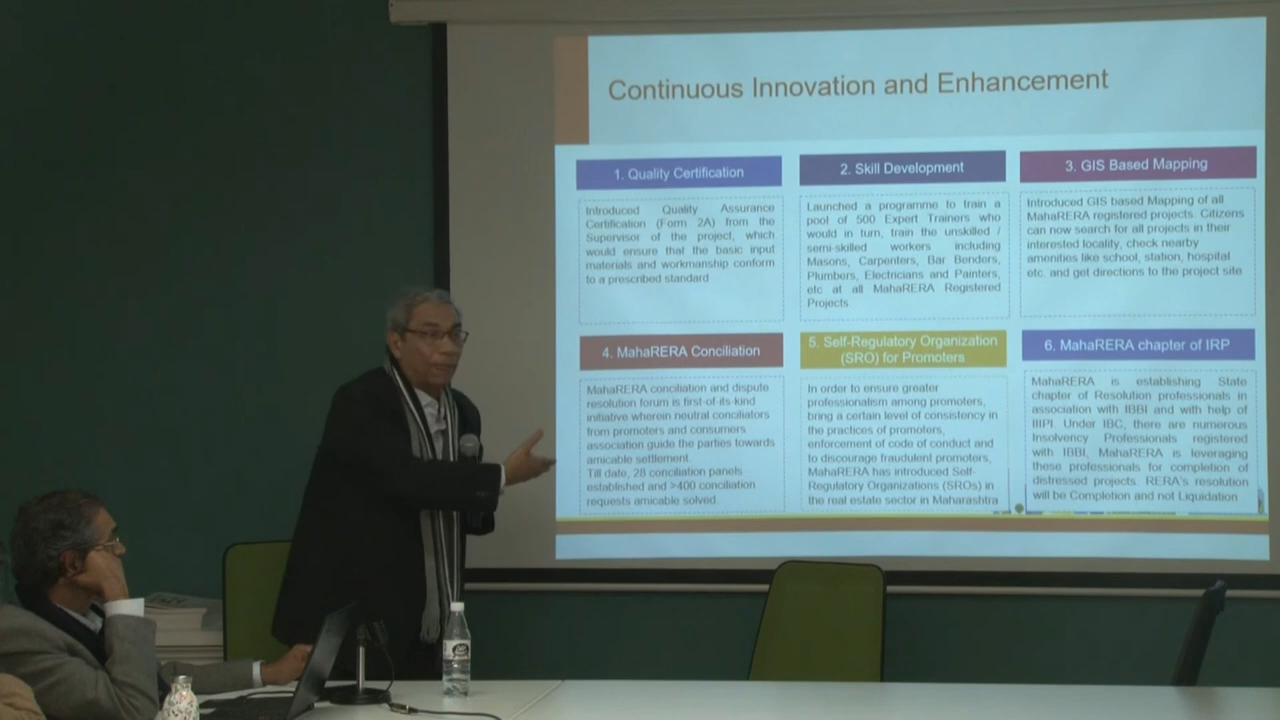 Continuous Innovation and Enhancement
1. Quality Certification
Introduced Quality Assurance
Certification (Form 2A) from the
Supervisor of the project, which
would ensure that the basic input
materials and workmanship conform
to a prescribed standard
2. Skill Development
Launched a programme to train a
pool of 500 Expert Trainers who
would in turn, train the unskilled /
semi-skilled workers including
Masons, Carpenters, Bar Benders,
Plumbers, Electricians and Painters,
etc at all MahaRERA Registered
Projects
3. GIS Based Mapping
Introduced GIS based Mapping of all
MahaRERA registered projects. Citizens
can now search for all projects in their
interested locality, check nearby
amenities like school, station, hospital
etc. and get directions to the project site
4. MahaRERA Conciliation
MahaRERA conciliation and dispute
resolution forum is first-of-its-kind
initiative wherein neutral conciliators
from promoters and consumers
association guide the parties towards
amicable settlement.
Till date, 28 conciliation panels
established and >400 conciliation
requests amicable solved.
5. Self-Regulatory Organization
(SRO) for Promoters
In order to ensure greater
professionalism among promoters,
bring a certain level of consistency in
the practices of promoters,
enforcement of code of conduct and
to discourage fraudulent promoters,
MahaRERA has introduced Self-
Regulatory Organizations (SROs) in
the real estate sector in Maharashtra
6. MahaRERA chapter of IRP
MahaRERA is establishing State
chapter of Resolution professionals in
association with IBBI and with help of
IIIPI. Under IBC, there are numerous
Insolvency Professionals registered
with IBBI, MahaRERA is leveraging
these professionals for completion of
distressed projects. RERA's resolution
will be Completion and not Liquidation